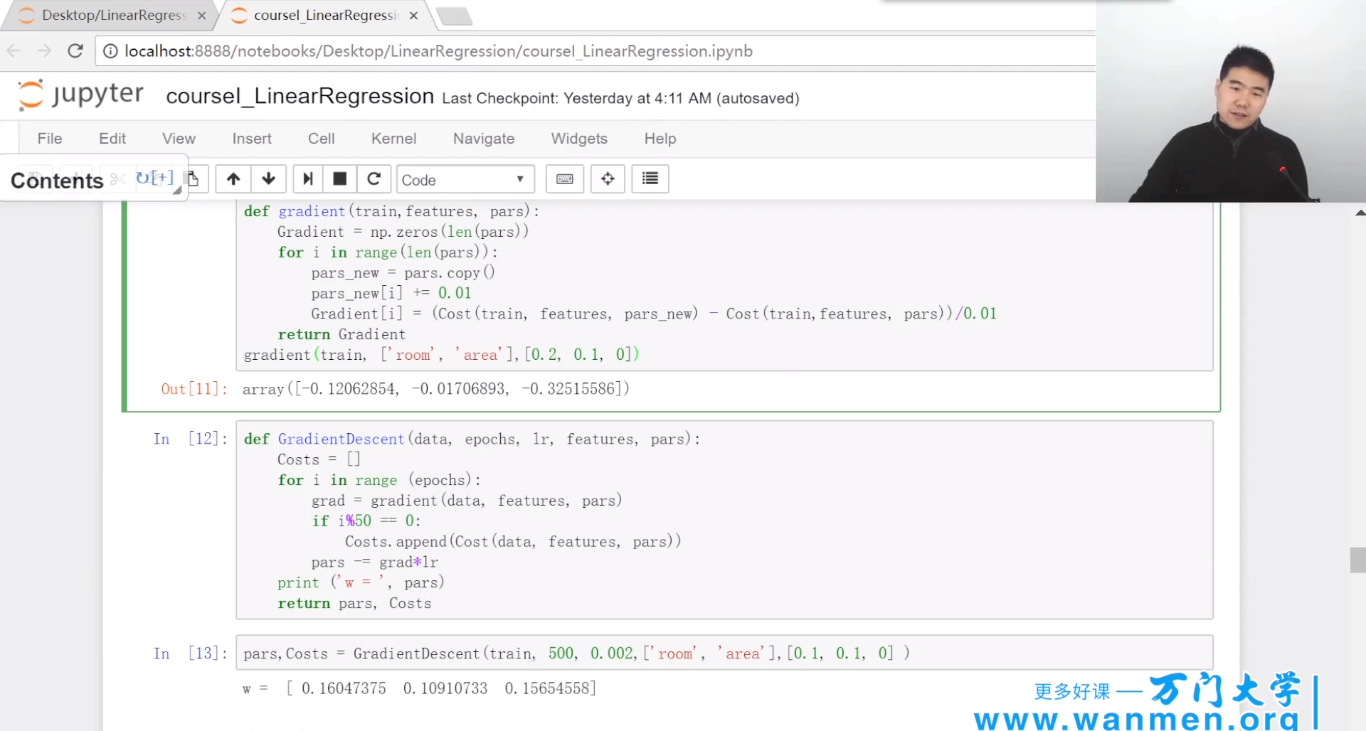 Desktop/LinearRegress
coursel_LinearRegressi
localhost:8888/notebooks/Desktop/LinearRegression/coursel_LinearRegression.ipynb
jupyter coursel_LinearRegression Last Checkpoint: Yesterday at 4:11 AM (autosaved)
File Edit View Insert Cell Kernel Navigate Widgets Help
Contents [+] Code
def gradient(train,features, pars):
    Gradient = np.zeros(len(pars))
    for i in range(len(pars)):
        pars_new = pars.copy()
        pars_new[i] += 0.01
        Gradient[i] = (Cost(train, features, pars_new) - Cost(train,features, pars))/0.01
    return Gradient
gradient(train, ['room', 'area'],[0.2, 0.1, 0])
Out[11]: array([-0.12062854, -0.01706893, -0.32515586])
In [12]: def GradientDescent(data, epochs, lr, features, pars):
    Costs = []
    for i in range (epochs):
        grad = gradient(data, features, pars)
        if i%50 == 0:
            Costs.append(Cost(data, features, pars))
        pars -= grad*lr
    print ('w = ', pars)
    return pars, Costs
In [13]: pars,Costs = GradientDescent(train, 500, 0.002,['room', 'area'],[0.1, 0.1, 0] )
w =  [ 0.16047375  0.10910733  0.15654558]
更多好课 — 万门大学
www.wanmen.org